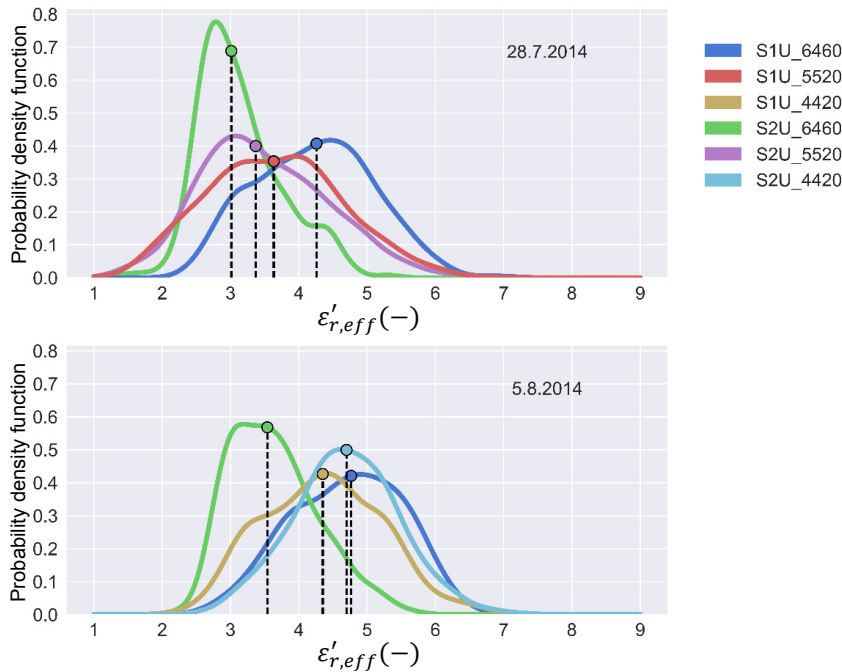 0.8
0.7
0.6
0.5
0.4
0.3
0.2
0.1
0.0
Probability density function
28.7.2014
1 2 3 4 5 6 7 8 9
ε′r,eff(−)
S1U_6460
S1U_5520
S1U_4420
S2U_6460
S2U_5520
S2U_4420
0.8
0.7
0.6
0.5
0.4
0.3
0.2
0.1
0.0
Probability density function
5.8.2014
1 2 3 4 5 6 7 8 9
ε′r,eff(−)